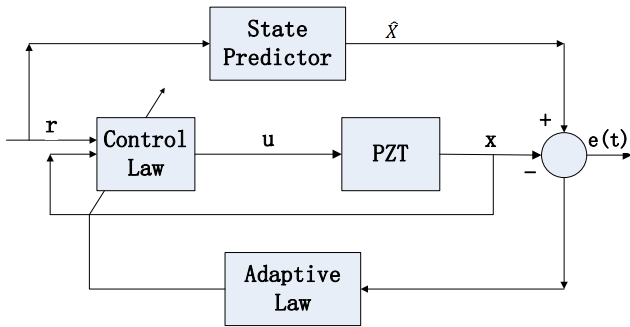 State
Predictor
X̂
r
Control
Law
u
PZT
x
+
−
e(t)
Adaptive
Law